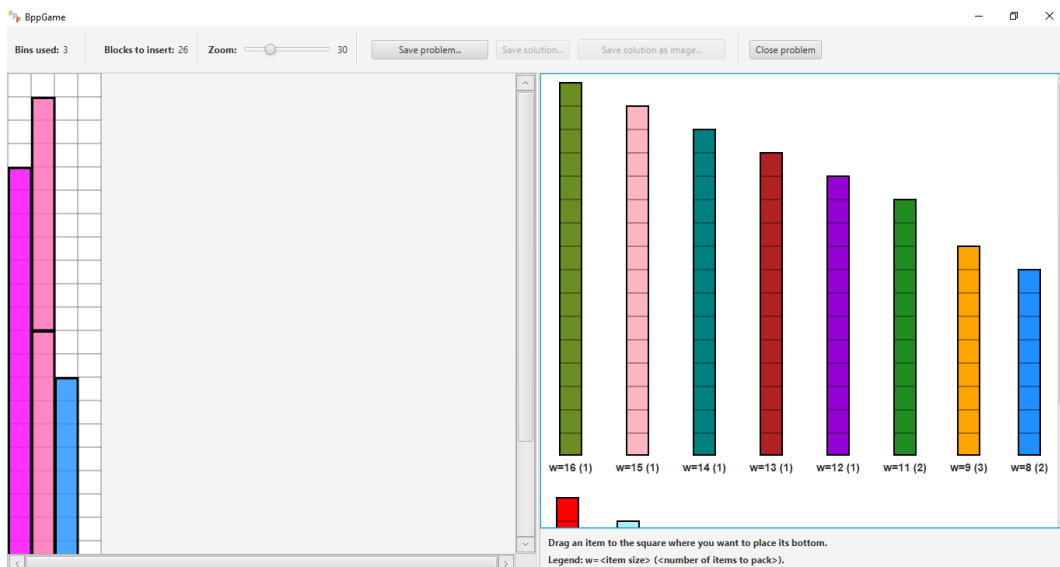 BppGame
Bins used: 3 Blocks to insert: 26 Zoom: 30 Save problem... Save solution... Save solution as image... Close problem
w=16 (1) w=15 (1) w=14 (1) w=13 (1) w=12 (1) w=11 (2) w=9 (3) w=8 (2)
Drag an item to the square where you want to place its bottom.
Legend: w=<item size> (<number of items to pack>).